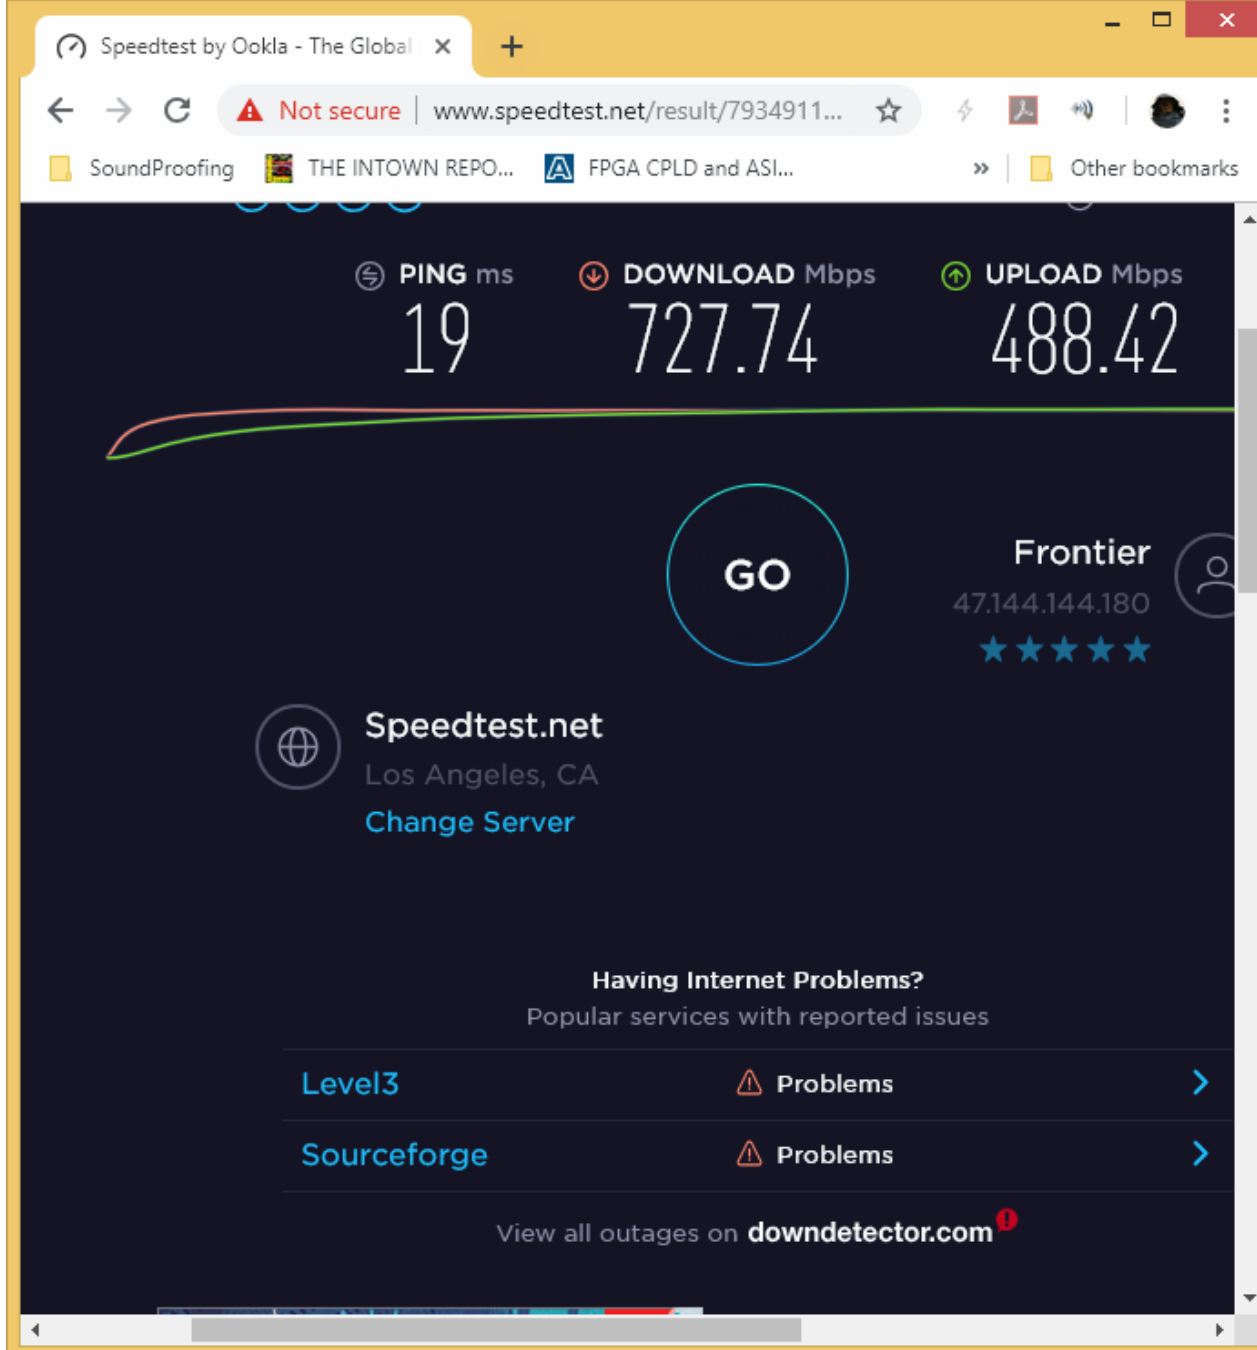 Speedtest by Ookla - The Global
Not secure www.speedtest.net/result/7934911...
SoundProofing THE INTOWN REPO... FPGA CPLD and ASI... » Other bookmarks
PING ms DOWNLOAD Mbps UPLOAD Mbps
19 727.74 488.42
GO
Frontier
47.144.144.180
Speedtest.net
Los Angeles, CA
Change Server
Having Internet Problems?
Popular services with reported issues
Level3 Problems
Sourceforge Problems
View all outages on downdetector.com